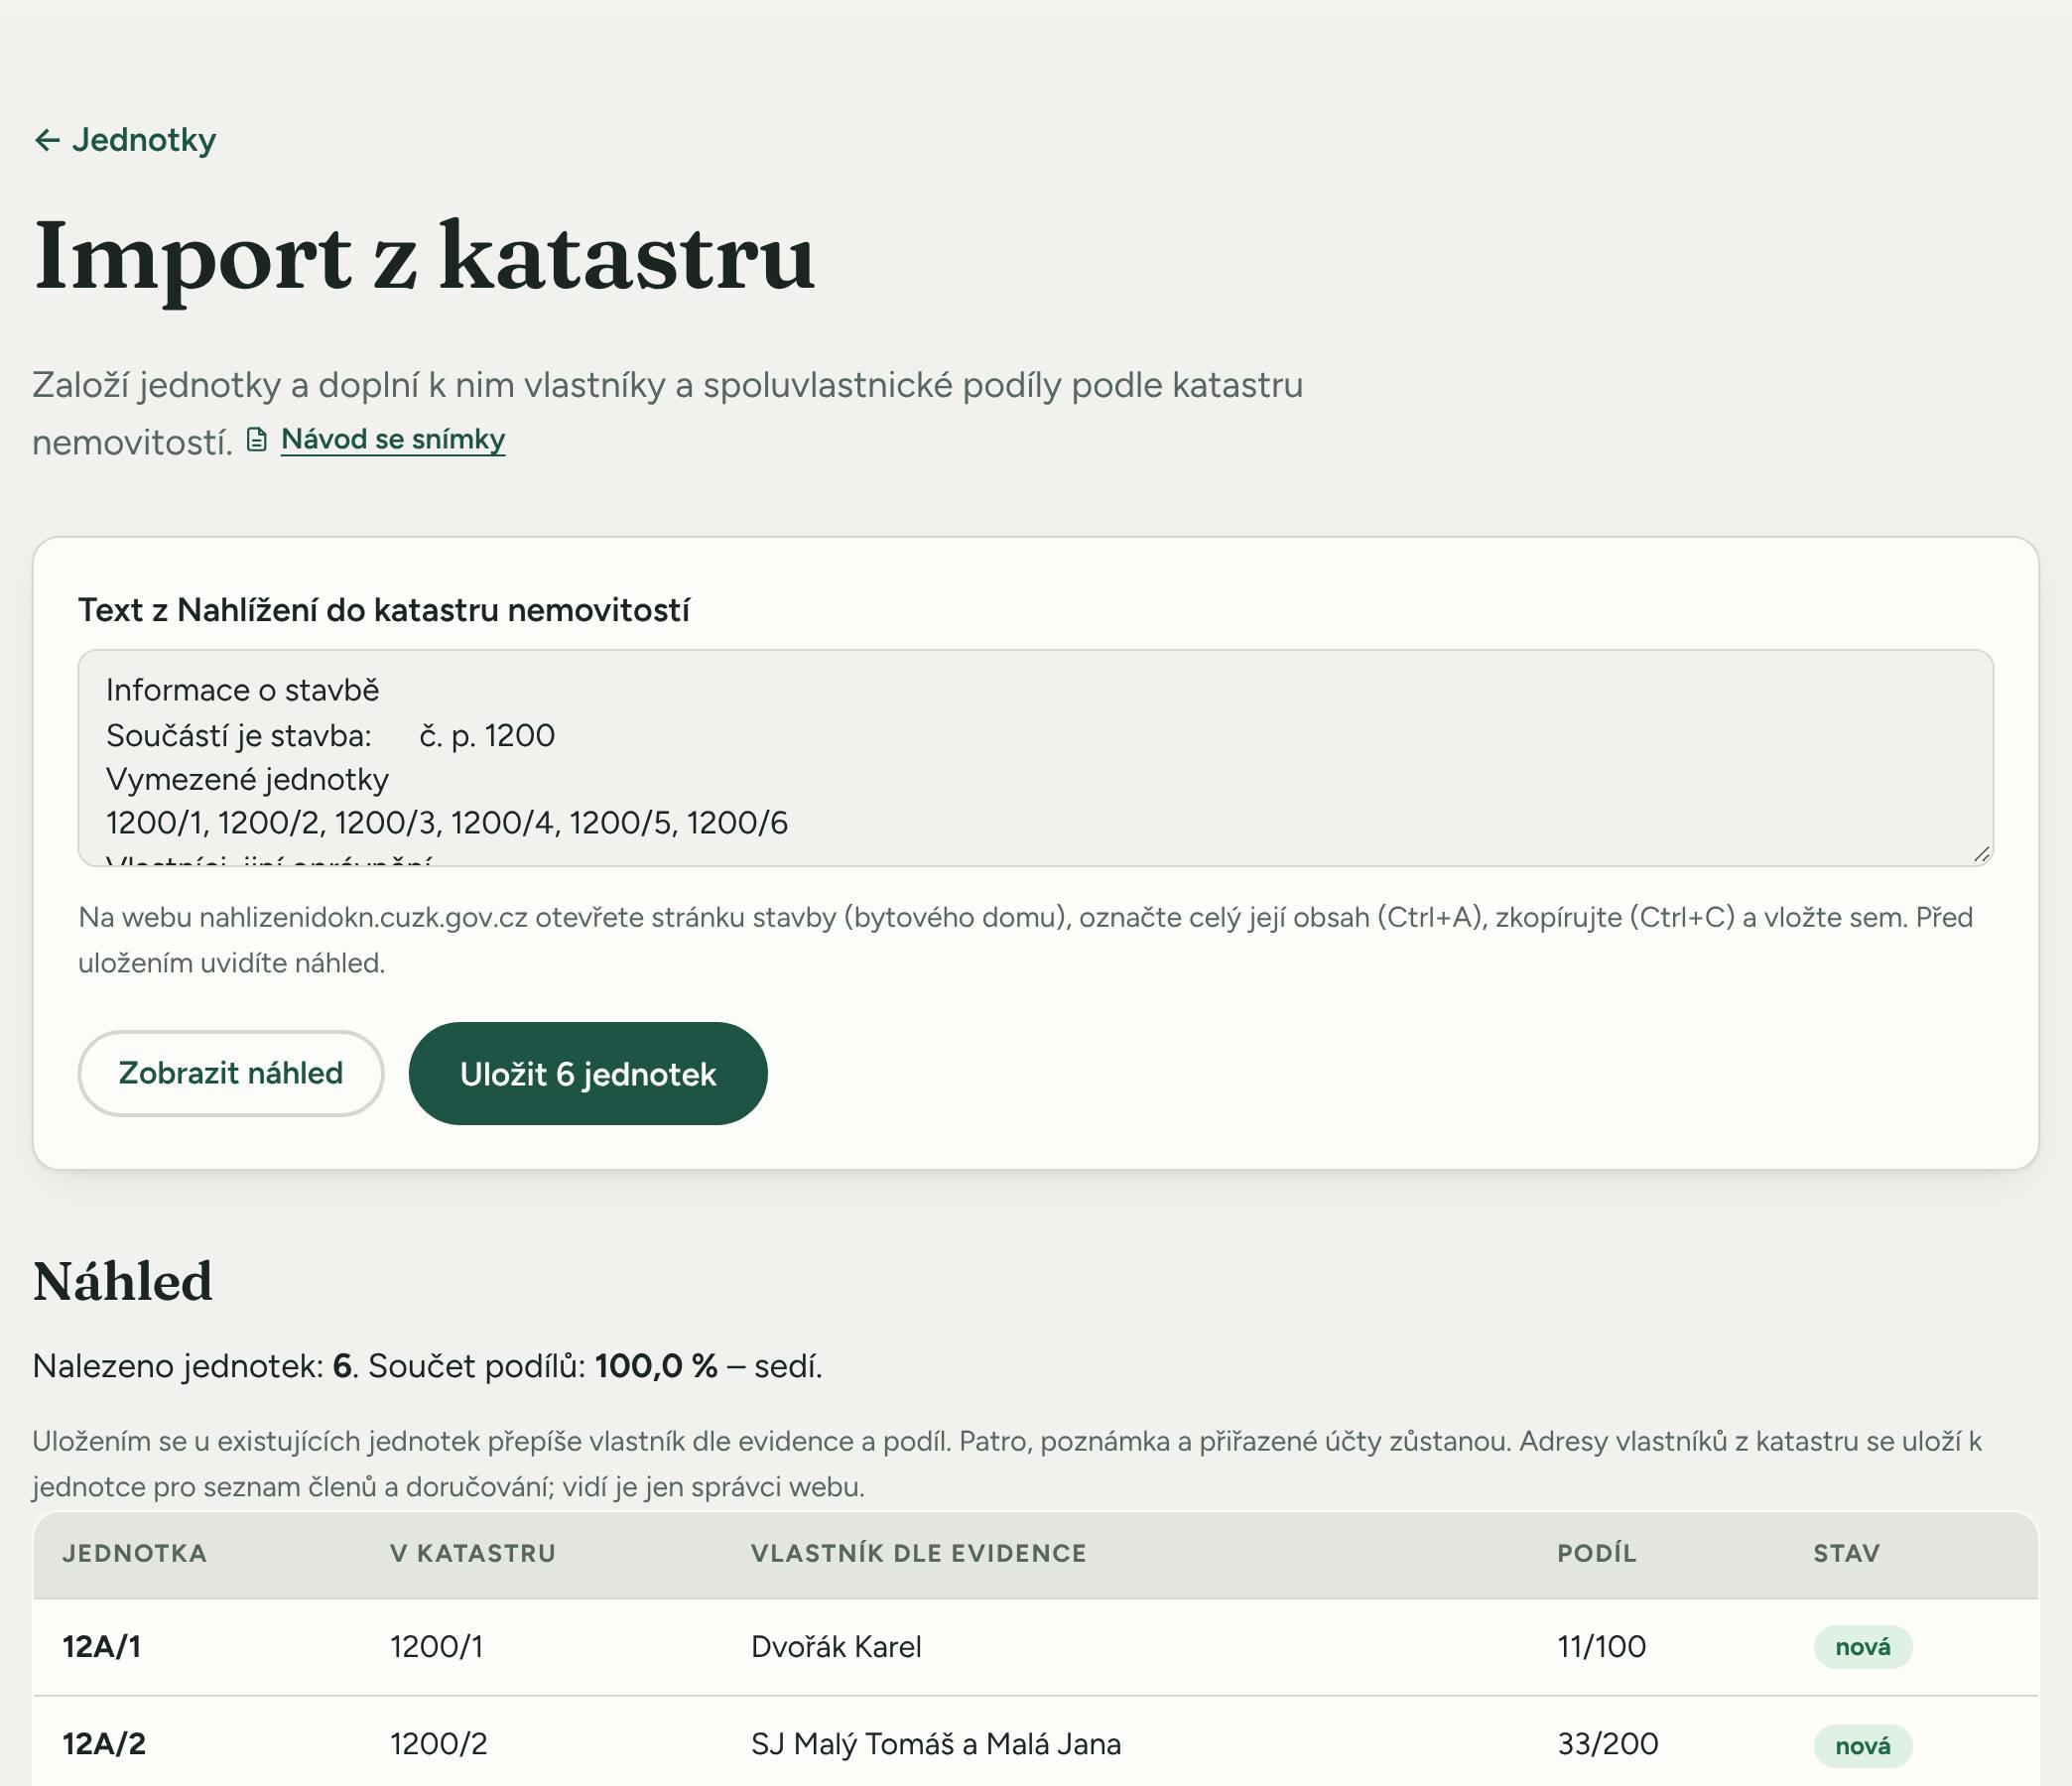 ← Jednotky
Import z katastru
Založí jednotky a doplní k nim vlastníky a spoluvlastnické podíly podle katastru
nemovitostí. Návod se snímky
Text z Nahlížení do katastru nemovitostí
Informace o stavbě
Součástí je stavba: č. p. 1200
Vymezené jednotky
1200/1, 1200/2, 1200/3, 1200/4, 1200/5, 1200/6
Na webu nahlizenidokn.cuzk.gov.cz otevřete stránku stavby (bytového domu), označte celý její obsah (Ctrl+A), zkopírujte (Ctrl+C) a vložte sem. Před
uložením uvidíte náhled.
Zobrazit náhled Uložit 6 jednotek
Náhled
Nalezeno jednotek: 6. Součet podílů: 100,0 % – sedí.
Uložením se u existujících jednotek přepíše vlastník dle evidence a podíl. Patro, poznámka a přiřazené účty zůstanou. Adresy vlastníků z katastru se uloží k
jednotce pro seznam členů a doručování; vidí je jen správci webu.
JEDNOTKA V KATASTRU VLASTNÍK DLE EVIDENCE PODÍL STAV
12A/1 1200/1 Dvořák Karel 11/100 nová
12A/2 1200/2 SJ Malý Tomáš a Malá Jana 33/200 nová